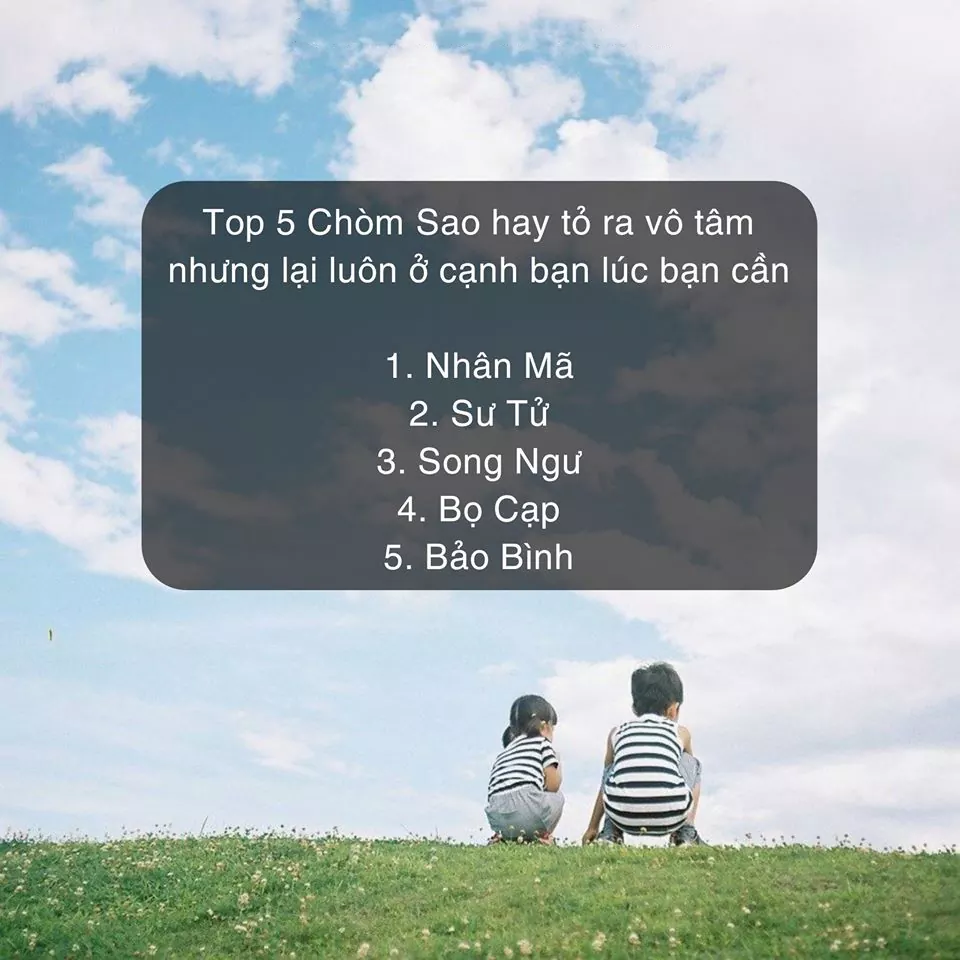 Top 5 Chòm Sao hay tỏ ra vô tâm
nhưng lại luôn ở cạnh bạn lúc bạn cần
1. Nhân Mã
2. Sư Tử
3. Song Ngư
4. Bọ Cạp
5. Bảo Bình